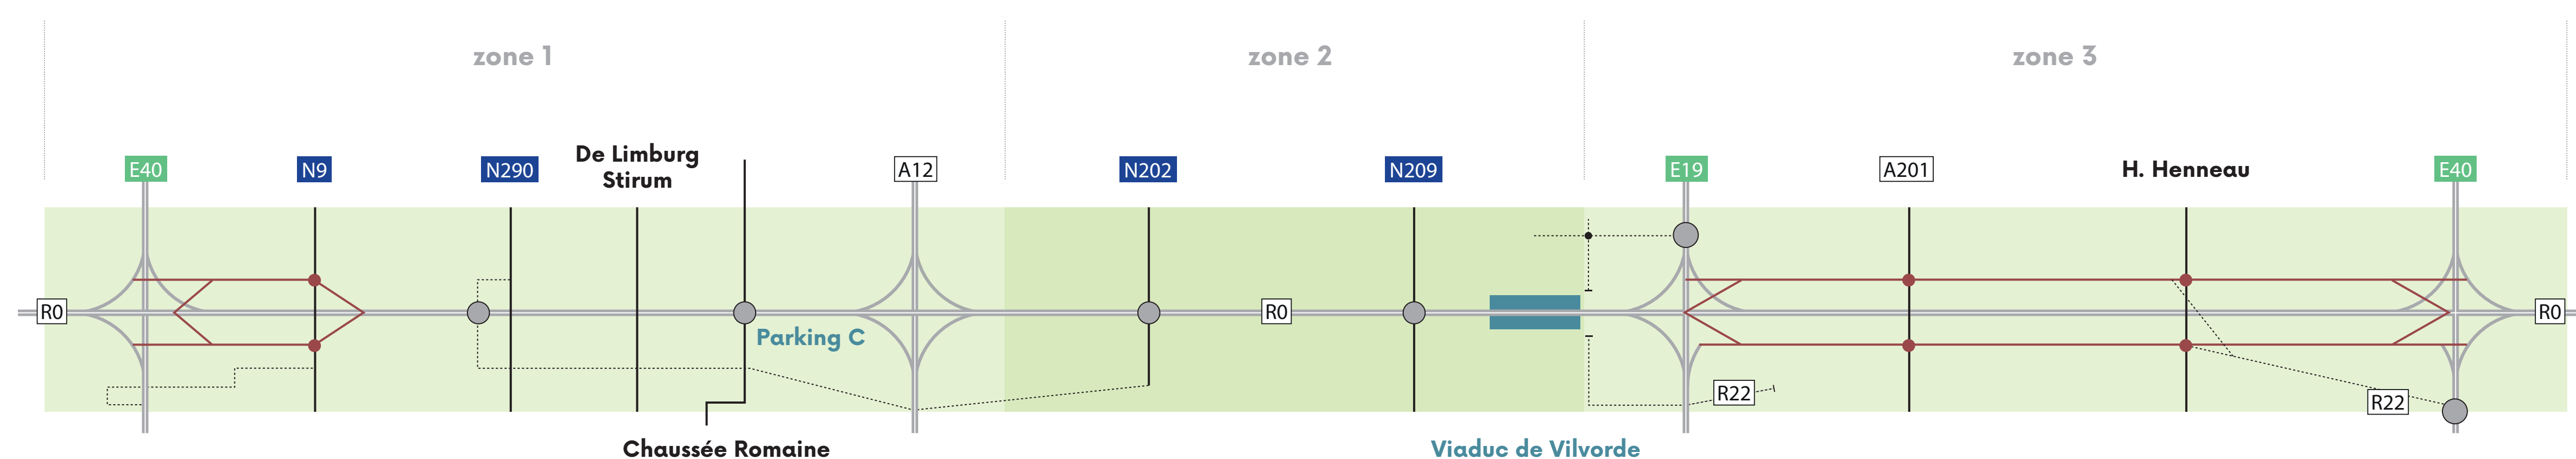 zone 1
zone 2
zone 3
De Limburg
Stirum
E40
N9
N290
A12
N202
N209
E19
A201
H. Henneau
E40
R0
R0
R0
Parking C
R22
R22
Chaussée Romaine
Viaduc de Vilvorde